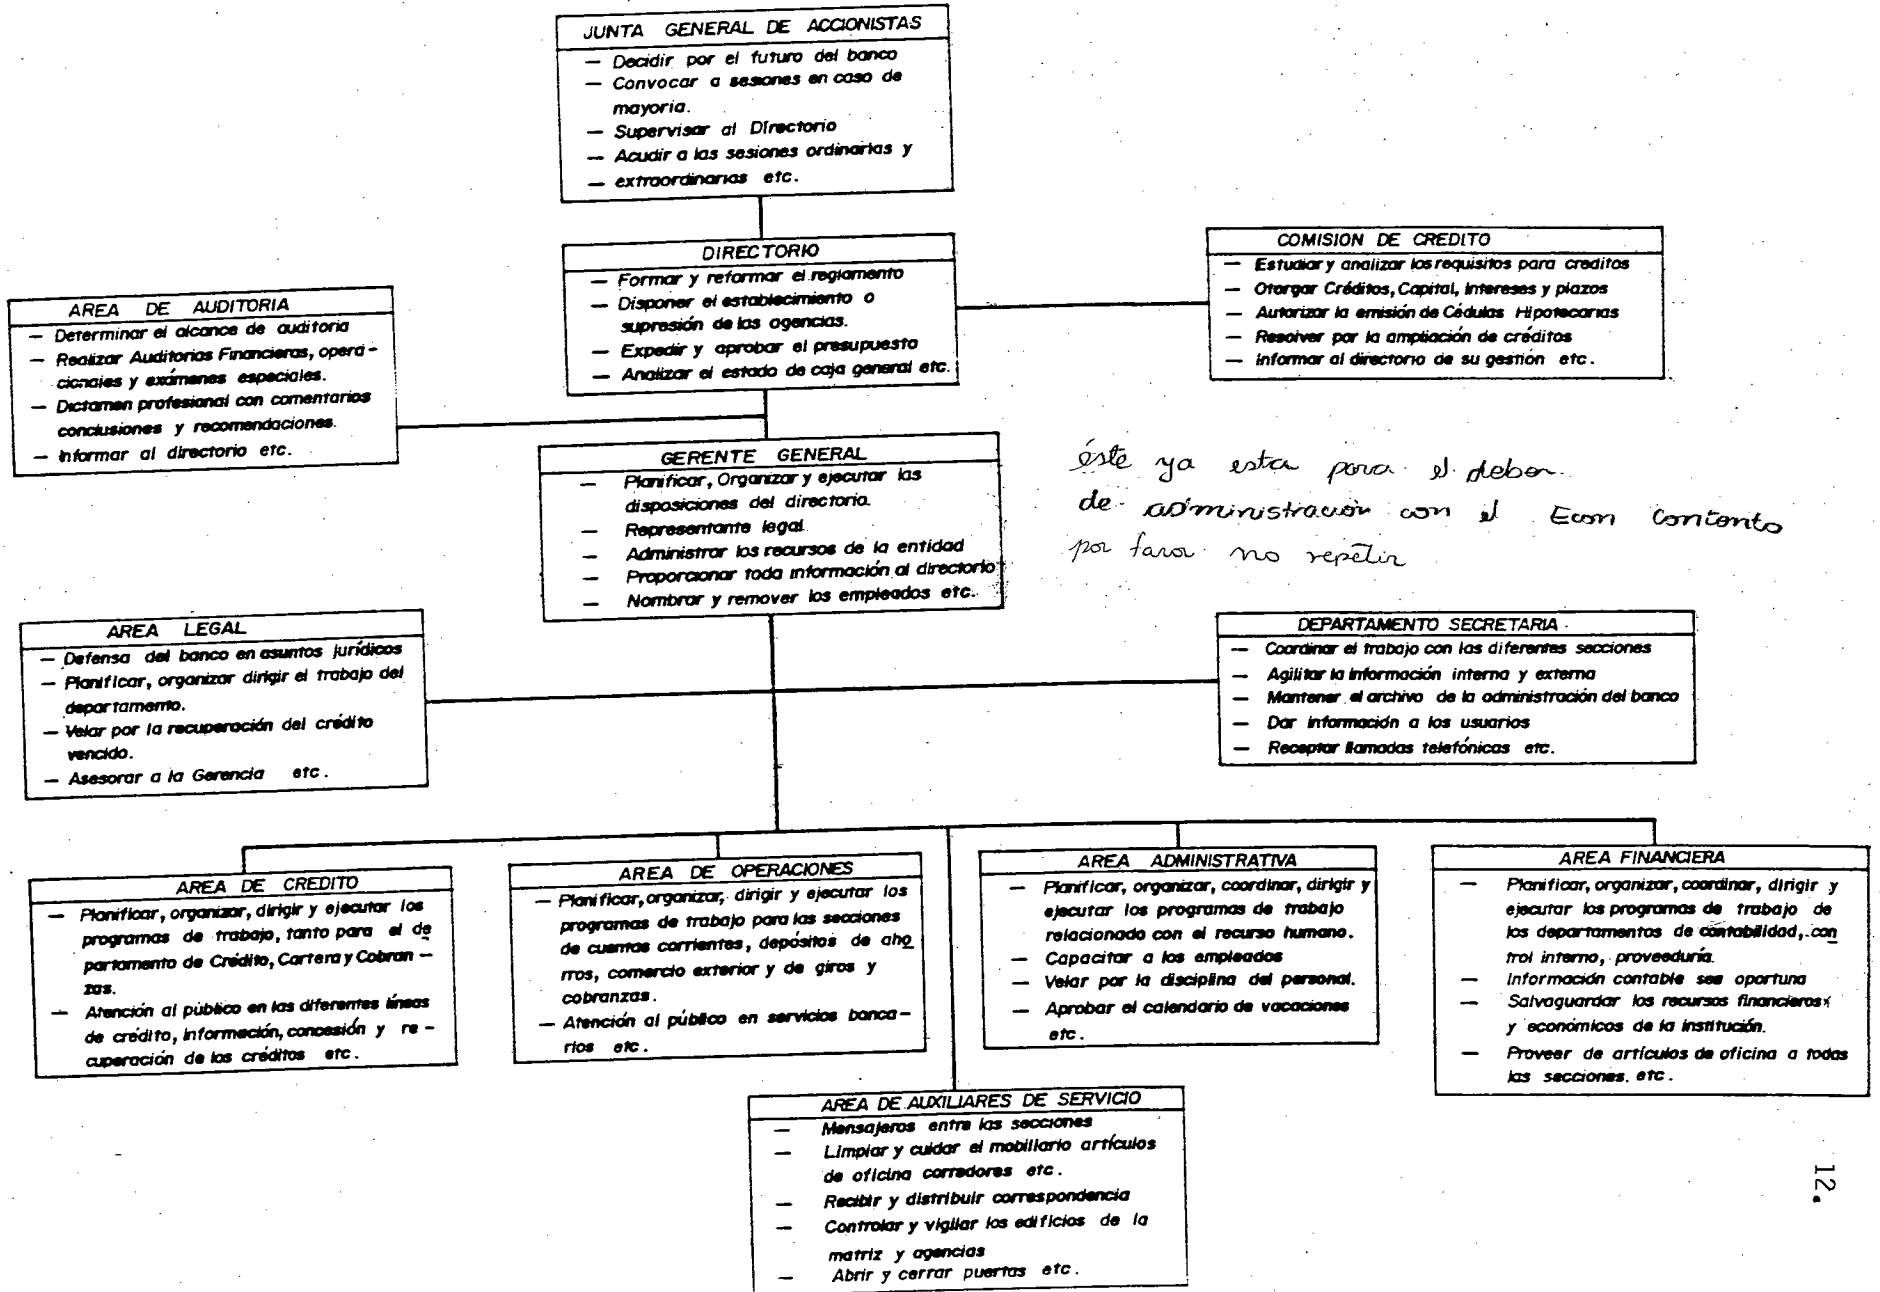 JUNTA GENERAL DE ACCIONISTAS
— Decidir por el futuro del banco
— Convocar a sesiones en caso de
mayoria.
— Supervisar al Directorio
— Acudir a las sesiones ordinarias y
— extraordinarias etc.
DIRECTORIO
— Formar y reformar el reglamento
— Disponer el establecimiento o
supresión de las agencias.
— Expedir y aprobar el presupuesto
— Analizar el estado de caja general etc.
COMISION DE CREDITO
— Estudiar y analizar los requisitos para creditos
— Otorgar Créditos, Capital, intereses y plazos
— Autorizar la emisión de Cédulas Hipotecarias
— Resolver por la ampliación de créditos
— Informar al directorio de su gestión etc.
AREA DE AUDITORIA
— Determinar el alcance de auditoria
— Realizar Auditorias Financieras, opera-
cionales y exámenes especiales.
— Dictamen profesional con comentarios
conclusiones y recomendaciones.
— Informar al directorio etc.
GERENTE GENERAL
— Planificar, Organizar y ejecutar las
disposiciones del directorio.
— Representante legal
— Administrar los recursos de la entidad
— Proporcionar toda información al directorio
— Nombrar y remover los empleados etc.
éste ya esta para el deber
de administración con el Econ Contento
por favor no repetir
AREA LEGAL
— Defensa del banco en asuntos jurídicos
— Planificar, organizar dirigir el trabajo del
departamento.
— Velar por la recuperación del crédito
vencido.
— Asesorar a la Gerencia etc.
DEPARTAMENTO SECRETARIA
— Coordinar el trabajo con las diferentes secciones
— Agilitar la información interna y externa
— Mantener el archivo de la administración del banco
— Dar información a los usuarios
— Receptar llamadas telefónicas etc.
AREA DE CREDITO
— Planificar, organizar, dirigir y ejecutar los
programas de trabajo, tanto para el de
partamento de Crédito, Cartera y Cobran-
zas.
— Atención al público en las diferentes líneas
de crédito, información, concesión y re-
cuperación de los créditos etc.
AREA DE OPERACIONES
— Planificar, organizar, dirigir y ejecutar los
programas de trabajo para las secciones
de cuentas corrientes, depósitos de aho
rros, comercio exterior y de giros y
cobranzas.
— Atención al público en servicios banca-
rios etc.
AREA ADMINISTRATIVA
— Planificar, organizar, coordinar, dirigir y
ejecutar los programas de trabajo
relacionado con el recurso humano.
— Capacitar a los empleados
— Velar por la disciplina del personal.
— Aprobar el calendario de vacaciones
etc.
AREA FINANCIERA
— Planificar, organizar, coordinar, dirigir y
ejecutar los programas de trabajo de
los departamentos de contabilidad, con
trol interno, proveeduría.
— Información contable sea oportuna
— Salvaguardar los recursos financieros
y económicos de la institución.
— Proveer de artículos de oficina a todas
las secciones. etc.
AREA DE AUXILIARES DE SERVICIO
— Mensajeros entre las secciones
— Limpiar y cuidar el mobiliario artículos
de oficina corredores etc.
— Recibir y distribuir correspondencia
— Controlar y vigilar los edificios de la
matriz y agencias
— Abrir y cerrar puertas etc.
12.